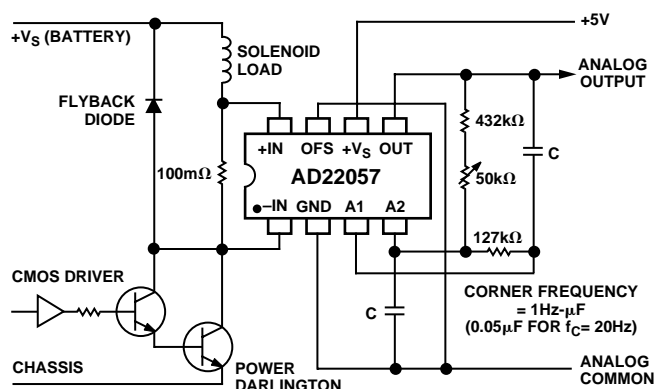 +VS (BATTERY)
SOLENOID
LOAD
FLYBACK
DIODE
100mΩ
+5V
ANALOG
OUTPUT
+IN OFS +VS OUT
AD22057
–IN GND A1 A2
432kΩ
50kΩ
C
127kΩ
CMOS DRIVER
C
CORNER FREQUENCY
= 1Hz-μF
(0.05μF FOR fC= 20Hz)
CHASSIS
POWER
DARLINGTON
ANALOG
COMMON